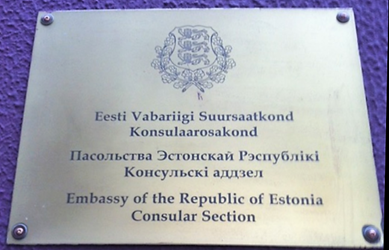 Eesti Vabariigi Suursaatkond
Konsulaarosakond
Пасольства Эстонскай Рэспублікі
Консульскі аддзел
Embassy of the Republic of Estonia
Consular Section